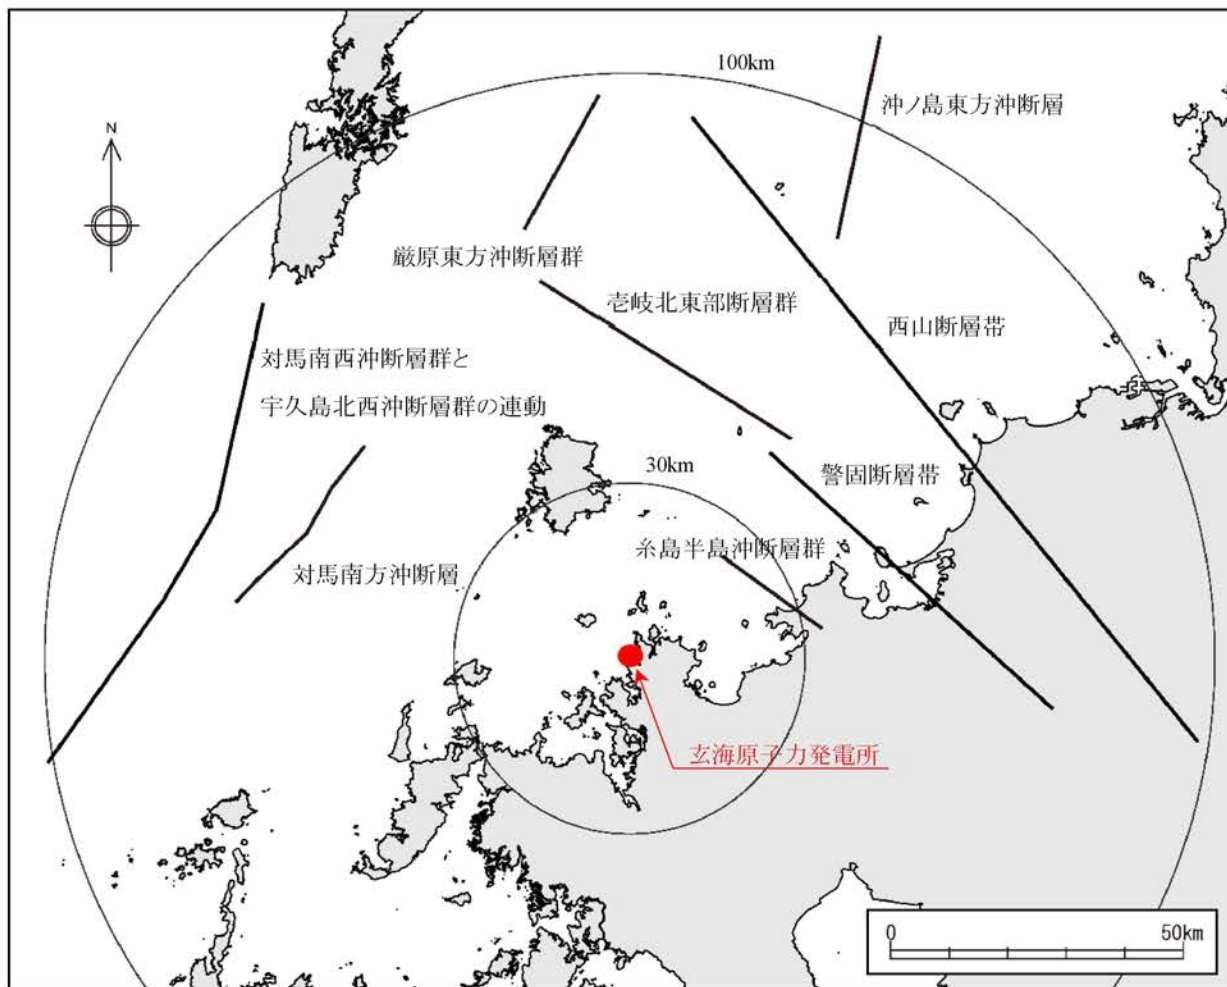 100km
沖ノ島東方沖断層
N
厳原東方沖断層群
壱岐北東部断層群
西山断層帯
対馬南西沖断層群と
宇久島北西沖断層群の連動
30km
警固断層帯
糸島半島沖断層群
対馬南方沖断層
玄海原子力発電所
0
50km